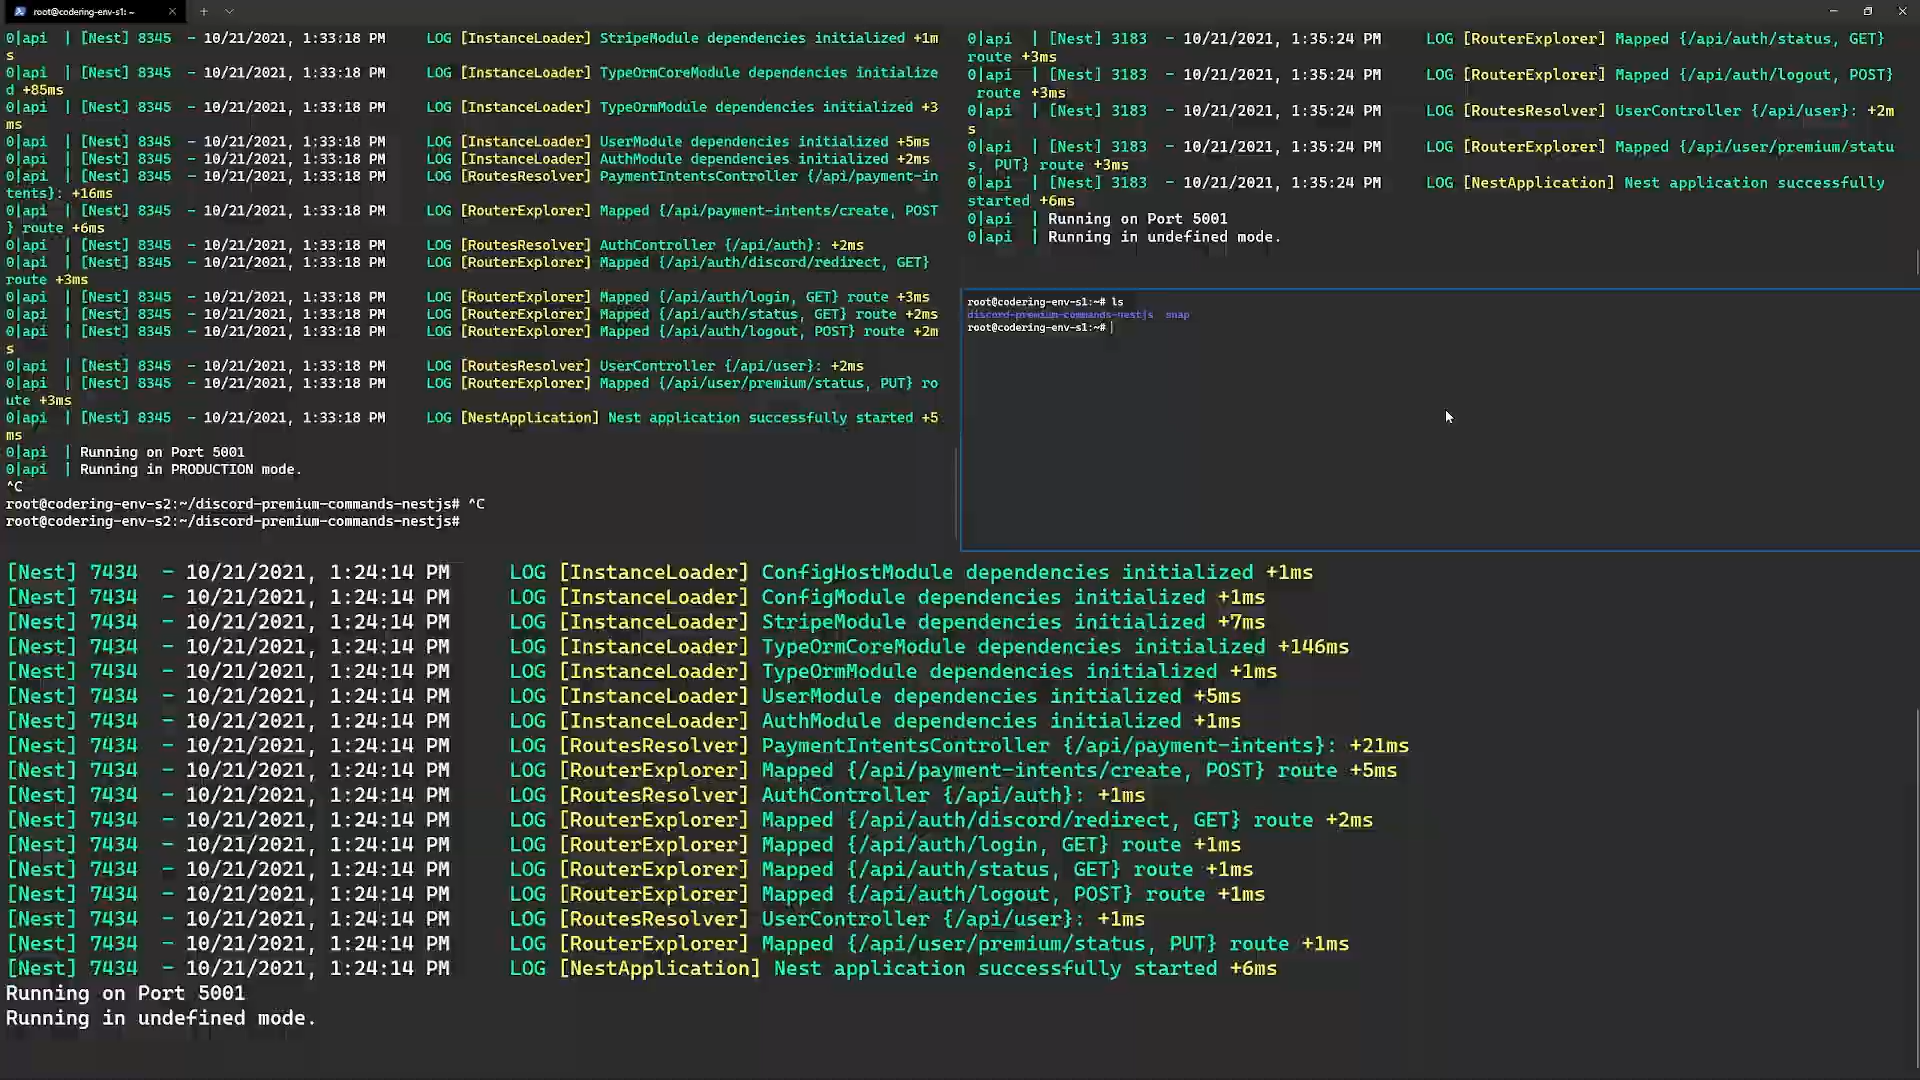 root@codering-env-s1: ~
0|api  | [Nest] 8345  - 10/21/2021, 1:33:18 PM     LOG [InstanceLoader] StripeModule dependencies initialized +1m
s
0|api  | [Nest] 8345  - 10/21/2021, 1:33:18 PM     LOG [InstanceLoader] TypeOrmCoreModule dependencies initialize
d +85ms
0|api  | [Nest] 8345  - 10/21/2021, 1:33:18 PM     LOG [InstanceLoader] TypeOrmModule dependencies initialized +3
ms
0|api  | [Nest] 8345  - 10/21/2021, 1:33:18 PM     LOG [InstanceLoader] UserModule dependencies initialized +5ms
0|api  | [Nest] 8345  - 10/21/2021, 1:33:18 PM     LOG [InstanceLoader] AuthModule dependencies initialized +2ms
0|api  | [Nest] 8345  - 10/21/2021, 1:33:18 PM     LOG [RoutesResolver] PaymentIntentsController {/api/payment-in
tents}: +16ms
0|api  | [Nest] 8345  - 10/21/2021, 1:33:18 PM     LOG [RouterExplorer] Mapped {/api/payment-intents/create, POST
} route +6ms
0|api  | [Nest] 8345  - 10/21/2021, 1:33:18 PM     LOG [RoutesResolver] AuthController {/api/auth}: +2ms
0|api  | [Nest] 8345  - 10/21/2021, 1:33:18 PM     LOG [RouterExplorer] Mapped {/api/auth/discord/redirect, GET}
route +3ms
0|api  | [Nest] 8345  - 10/21/2021, 1:33:18 PM     LOG [RouterExplorer] Mapped {/api/auth/login, GET} route +3ms
0|api  | [Nest] 8345  - 10/21/2021, 1:33:18 PM     LOG [RouterExplorer] Mapped {/api/auth/status, GET} route +2ms
0|api  | [Nest] 8345  - 10/21/2021, 1:33:18 PM     LOG [RouterExplorer] Mapped {/api/auth/logout, POST} route +2m
s
0|api  | [Nest] 8345  - 10/21/2021, 1:33:18 PM     LOG [RoutesResolver] UserController {/api/user}: +2ms
0|api  | [Nest] 8345  - 10/21/2021, 1:33:18 PM     LOG [RouterExplorer] Mapped {/api/user/premium/status, PUT} ro
ute +3ms
0|api  | [Nest] 8345  - 10/21/2021, 1:33:18 PM     LOG [NestApplication] Nest application successfully started +5
ms
0|api  | Running on Port 5001
0|api  | Running in PRODUCTION mode.
^C
root@codering-env-s2:~/discord-premium-commands-nestjs# ^C
root@codering-env-s2:~/discord-premium-commands-nestjs#
0|api  | [Nest] 3183  - 10/21/2021, 1:35:24 PM     LOG [RouterExplorer] Mapped {/api/auth/status, GET}
route +3ms
0|api  | [Nest] 3183  - 10/21/2021, 1:35:24 PM     LOG [RouterExplorer] Mapped {/api/auth/logout, POST}
 route +3ms
0|api  | [Nest] 3183  - 10/21/2021, 1:35:24 PM     LOG [RoutesResolver] UserController {/api/user}: +2m
s
0|api  | [Nest] 3183  - 10/21/2021, 1:35:24 PM     LOG [RouterExplorer] Mapped {/api/user/premium/statu
s, PUT} route +3ms
0|api  | [Nest] 3183  - 10/21/2021, 1:35:24 PM     LOG [NestApplication] Nest application successfully
started +6ms
0|api  | Running on Port 5001
0|api  | Running in undefined mode.
root@codering-env-s1:~# ls
discord-premium-commands-nestjs  snap
root@codering-env-s1:~#
[Nest] 7434  - 10/21/2021, 1:24:14 PM     LOG [InstanceLoader] ConfigHostModule dependencies initialized +1ms
[Nest] 7434  - 10/21/2021, 1:24:14 PM     LOG [InstanceLoader] ConfigModule dependencies initialized +1ms
[Nest] 7434  - 10/21/2021, 1:24:14 PM     LOG [InstanceLoader] StripeModule dependencies initialized +7ms
[Nest] 7434  - 10/21/2021, 1:24:14 PM     LOG [InstanceLoader] TypeOrmCoreModule dependencies initialized +146ms
[Nest] 7434  - 10/21/2021, 1:24:14 PM     LOG [InstanceLoader] TypeOrmModule dependencies initialized +1ms
[Nest] 7434  - 10/21/2021, 1:24:14 PM     LOG [InstanceLoader] UserModule dependencies initialized +5ms
[Nest] 7434  - 10/21/2021, 1:24:14 PM     LOG [InstanceLoader] AuthModule dependencies initialized +1ms
[Nest] 7434  - 10/21/2021, 1:24:14 PM     LOG [RoutesResolver] PaymentIntentsController {/api/payment-intents}: +21ms
[Nest] 7434  - 10/21/2021, 1:24:14 PM     LOG [RouterExplorer] Mapped {/api/payment-intents/create, POST} route +5ms
[Nest] 7434  - 10/21/2021, 1:24:14 PM     LOG [RoutesResolver] AuthController {/api/auth}: +1ms
[Nest] 7434  - 10/21/2021, 1:24:14 PM     LOG [RouterExplorer] Mapped {/api/auth/discord/redirect, GET} route +2ms
[Nest] 7434  - 10/21/2021, 1:24:14 PM     LOG [RouterExplorer] Mapped {/api/auth/login, GET} route +1ms
[Nest] 7434  - 10/21/2021, 1:24:14 PM     LOG [RouterExplorer] Mapped {/api/auth/status, GET} route +1ms
[Nest] 7434  - 10/21/2021, 1:24:14 PM     LOG [RouterExplorer] Mapped {/api/auth/logout, POST} route +1ms
[Nest] 7434  - 10/21/2021, 1:24:14 PM     LOG [RoutesResolver] UserController {/api/user}: +1ms
[Nest] 7434  - 10/21/2021, 1:24:14 PM     LOG [RouterExplorer] Mapped {/api/user/premium/status, PUT} route +1ms
[Nest] 7434  - 10/21/2021, 1:24:14 PM     LOG [NestApplication] Nest application successfully started +6ms
Running on Port 5001
Running in undefined mode.